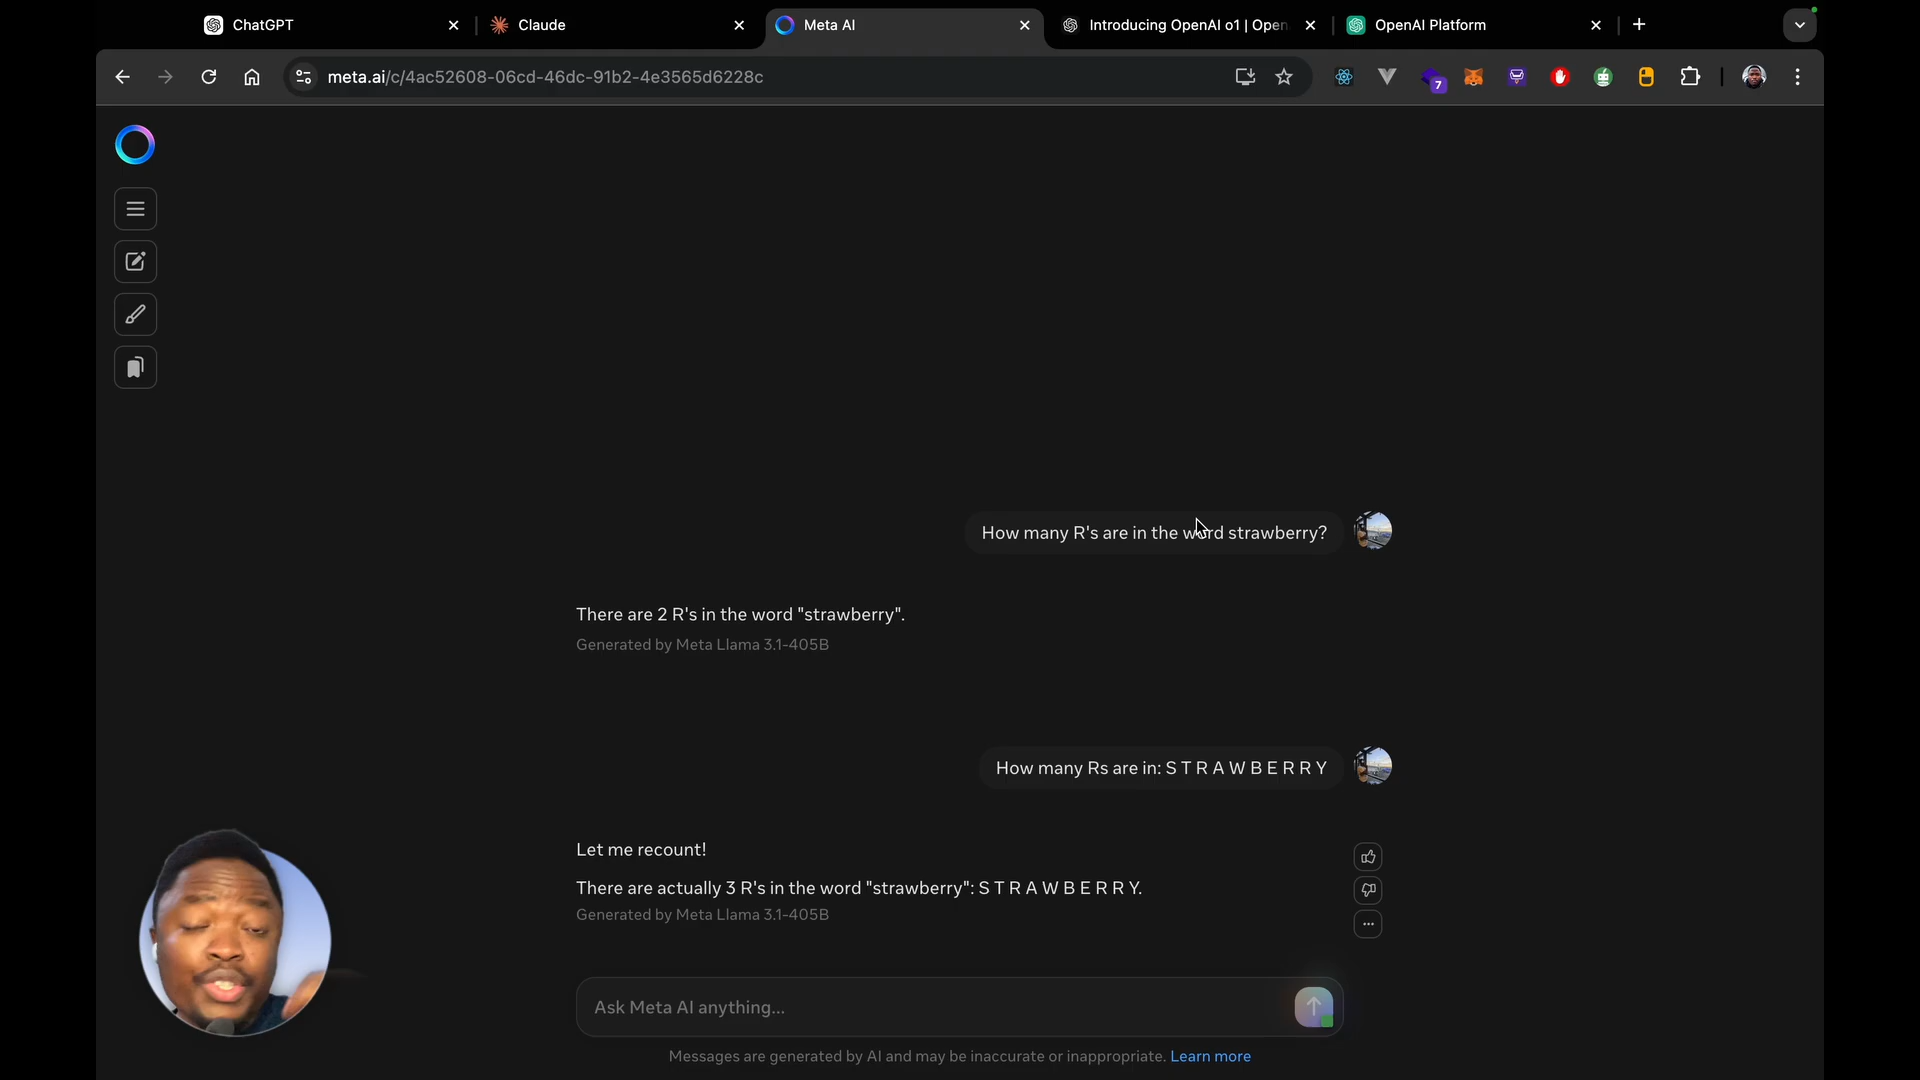 ChatGPT
Claude
Meta AI
Introducing OpenAI o1 | Open
OpenAI Platform
meta.ai/c/4ac52608-06cd-46dc-91b2-4e3565d6228c
7
How many R's are in the word strawberry?
There are 2 R's in the word "strawberry".
Generated by Meta Llama 3.1-405B
How many Rs are in: S T R A W B E R R Y
Let me recount!
There are actually 3 R's in the word "strawberry": S T R A W B E R R Y.
Generated by Meta Llama 3.1-405B
Ask Meta AI anything...
Messages are generated by AI and may be inaccurate or inappropriate. Learn more